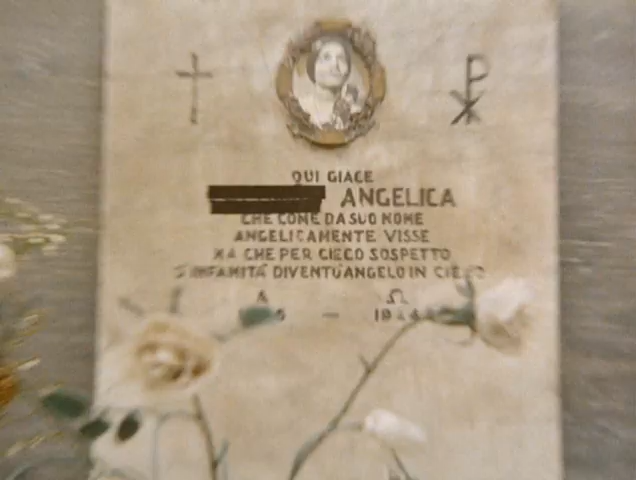 QUI GIACE
ANGELICA
CHE COME DA SUO NOME
ANGELICAMENTE VISSE
MA CHE PER CIECO SOSPETTO
INFAMITA' DIVENTÒ ANGELO IN CIELO
Α Ω
—